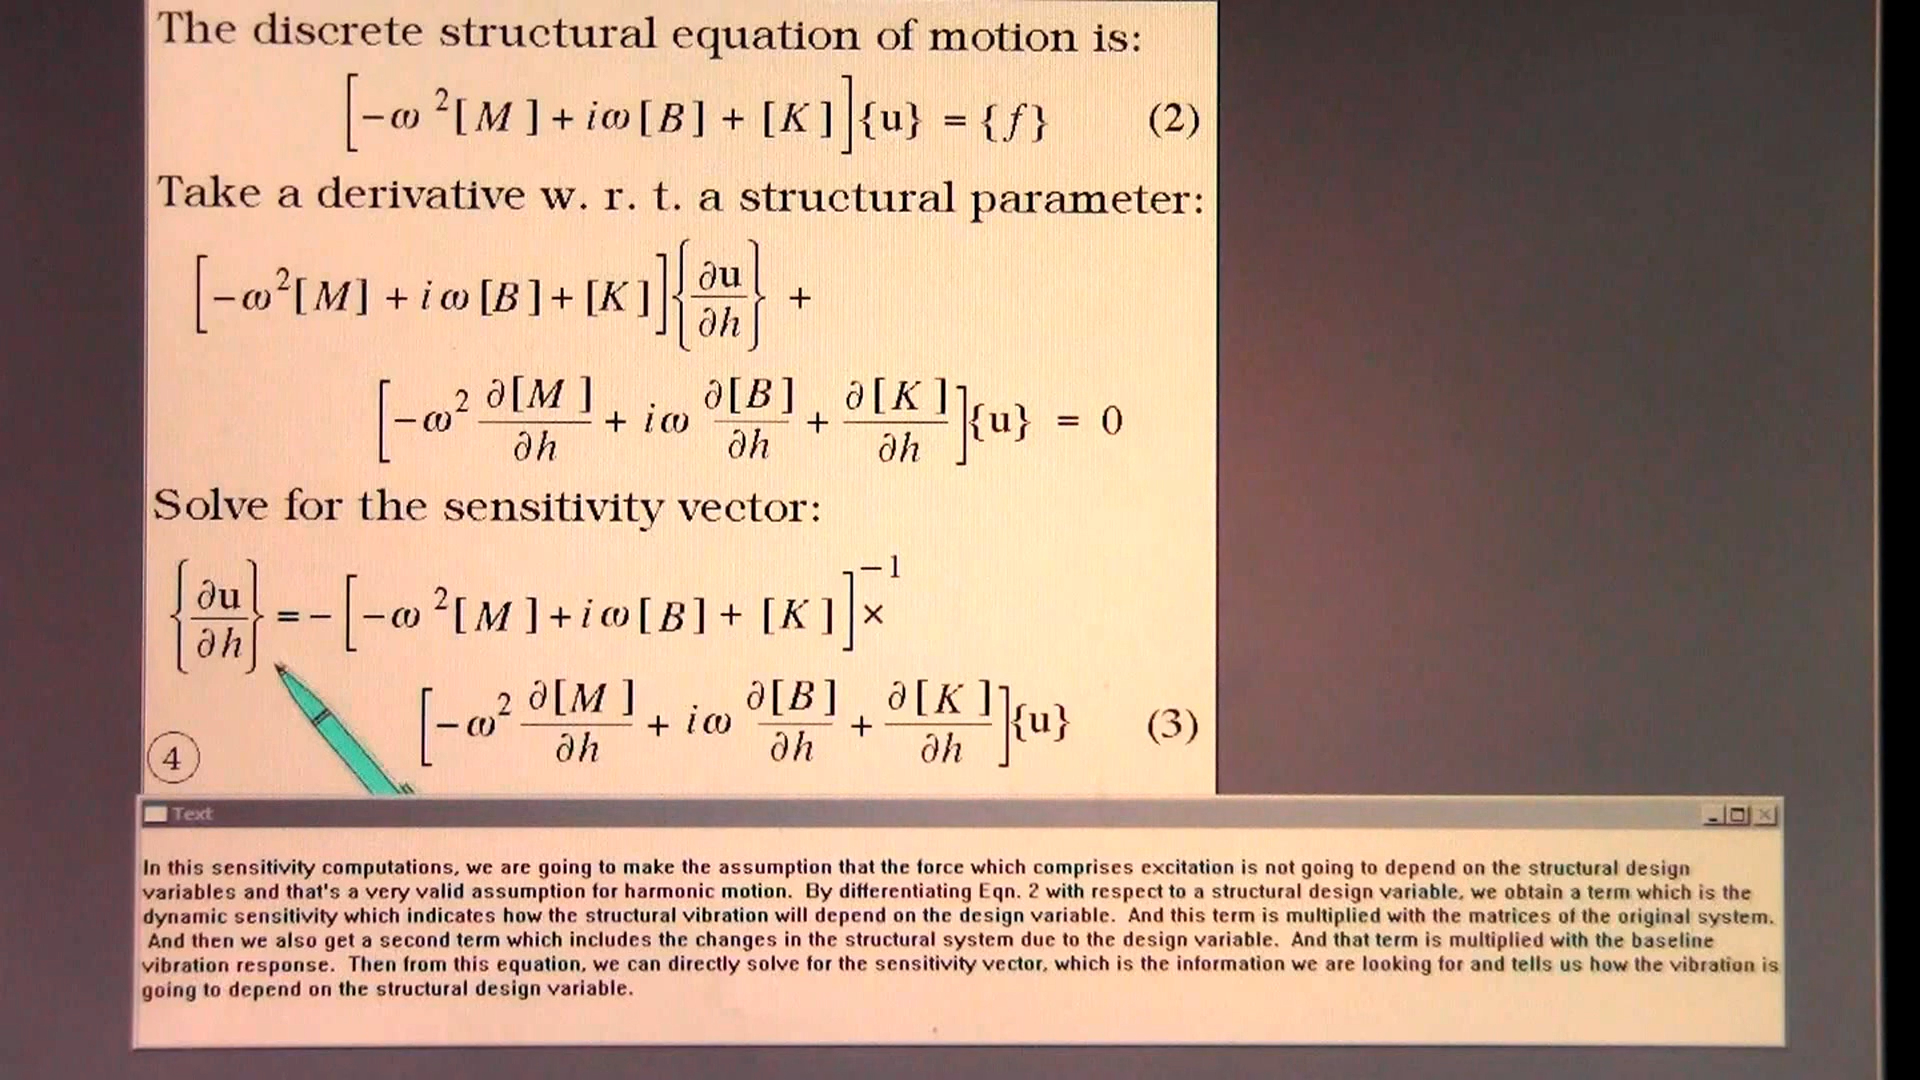 The discrete structural equation of motion is:
[−ω²[M] + iω[B] + [K]]{u} = {f} (2)
Take a derivative w. r. t. a structural parameter:
[−ω²[M] + iω[B] + [K]]{∂u/∂h} +
[−ω² ∂[M]/∂h + iω ∂[B]/∂h + ∂[K]/∂h]{u} = 0
Solve for the sensitivity vector:
{∂u/∂h} = −[−ω²[M] + iω[B] + [K]]⁻¹ ×
[−ω² ∂[M]/∂h + iω ∂[B]/∂h + ∂[K]/∂h]{u} (3)
4
Text
In this sensitivity computations, we are going to make the assumption that the force which comprises excitation is not going to depend on the structural design
variables and that's a very valid assumption for harmonic motion. By differentiating Eqn. 2 with respect to a structural design variable, we obtain a term which is the
dynamic sensitivity which indicates how the structural vibration will depend on the design variable. And this term is multiplied with the matrices of the original system.
And then we also get a second term which includes the changes in the structural system due to the design variable. And that term is multiplied with the baseline
vibration response. Then from this equation, we can directly solve for the sensitivity vector, which is the information we are looking for and tells us how the vibration is
going to depend on the structural design variable.